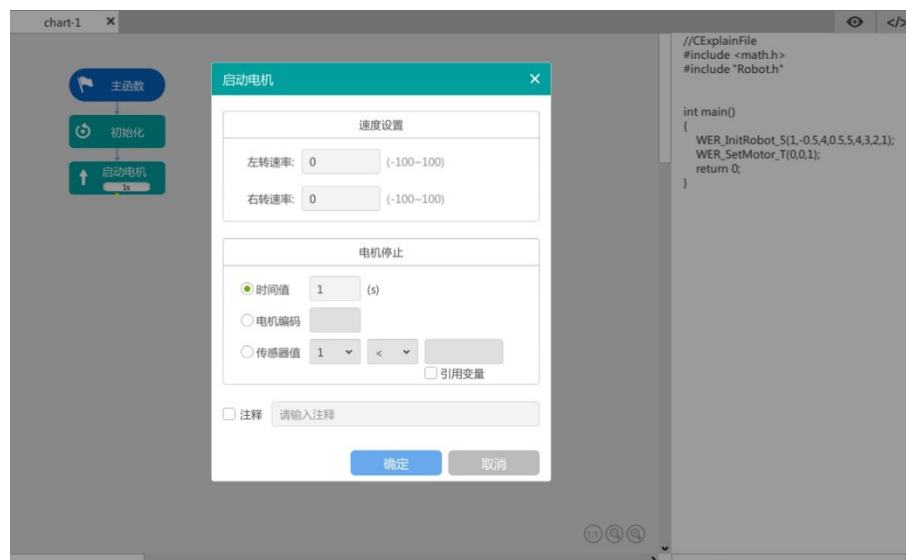 chart-1 ×
</>
主函数
初始化
启动电机
1s
启动电机 ×
速度设置
左转速率: 0 (-100~100)
右转速率: 0 (-100~100)
电机停止
时间值 1 (s)
电机编码
传感器值 1 <
引用变量
注释 请输入注释
确定 取消
1:1
//CExplainFile
#include <math.h>
#include "Robot.h"
int main()
{
WER_InitRobot_5(1,-0.5,4,0.5,5,4,3,2,1);
WER_SetMotor_T(0,0,1);
return 0;
}